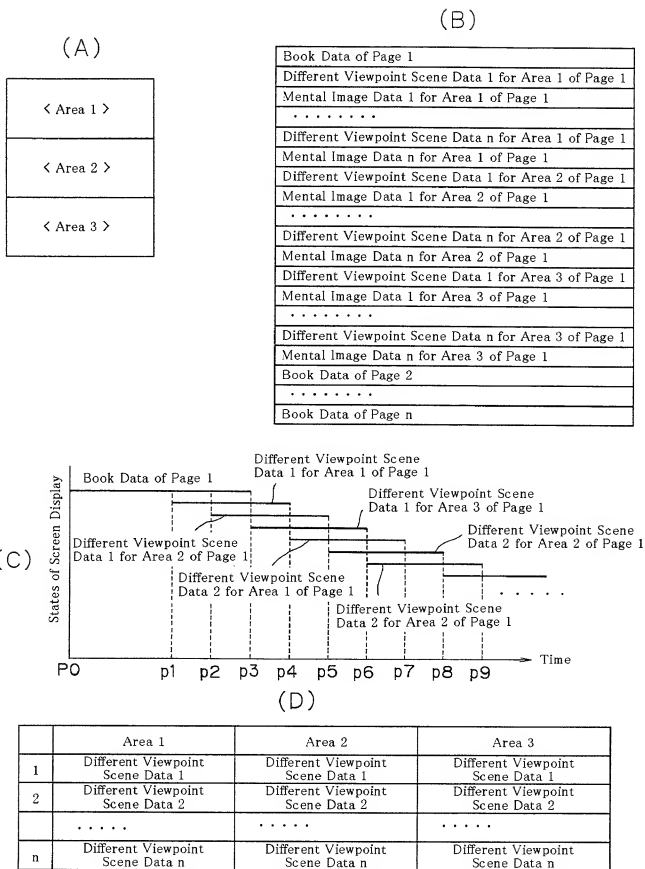 (A)
< Area 1 >
< Area 2 >
< Area 3 >
(B)
Book Data of Page 1
Different Viewpoint Scene Data 1 for Area 1 of Page 1
Mental Image Data 1 for Area 1 of Page 1
. . . . . . . .
Different Viewpoint Scene Data n for Area 1 of Page 1
Mental Image Data n for Area 1 of Page 1
Different Viewpoint Scene Data 1 for Area 2 of Page 1
Mental Image Data 1 for Area 2 of Page 1
. . . . . . . .
Different Viewpoint Scene Data n for Area 2 of Page 1
Mental Image Data n for Area 2 of Page 1
Different Viewpoint Scene Data 1 for Area 3 of Page 1
Mental Image Data 1 for Area 3 of Page 1
. . . . . . . .
Different Viewpoint Scene Data n for Area 3 of Page 1
Mental Image Data n for Area 3 of Page 1
Book Data of Page 2
. . . . . . . .
Book Data of Page n
(C)
States of Screen Display
Book Data of Page 1
Different Viewpoint Scene
Data 1 for Area 1 of Page 1
Different Viewpoint Scene
Data 1 for Area 3 of Page 1
Different Viewpoint Scene
Data 2 for Area 2 of Page 1
Different Viewpoint Scene
Data 1 for Area 2 of Page 1
Different Viewpoint Scene
Data 2 for Area 1 of Page 1
Different Viewpoint Scene
Data 2 for Area 2 of Page 1
. . . . .
Time
P0 p1 p2 p3 p4 p5 p6 p7 p8 p9
(D)
Area 1 Area 2 Area 3
1 Different Viewpoint Scene Data 1 Different Viewpoint Scene Data 1 Different Viewpoint Scene Data 1
2 Different Viewpoint Scene Data 2 Different Viewpoint Scene Data 2 Different Viewpoint Scene Data 2
. . . . . . . . . . . . . . .
n Different Viewpoint Scene Data n Different Viewpoint Scene Data n Different Viewpoint Scene Data n